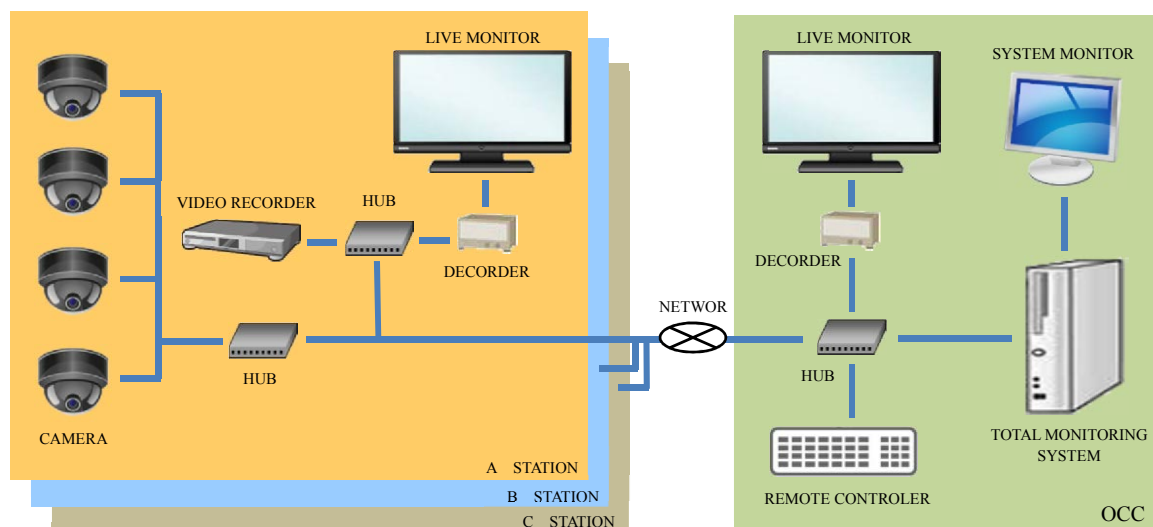 LIVE MONITOR
VIDEO RECORDER
HUB
DECORDER
HUB
CAMERA
A STATION
B STATION
C STATION
NETWOR
LIVE MONITOR
SYSTEM MONITOR
DECORDER
HUB
REMOTE CONTROLER
TOTAL MONITORING
SYSTEM
OCC